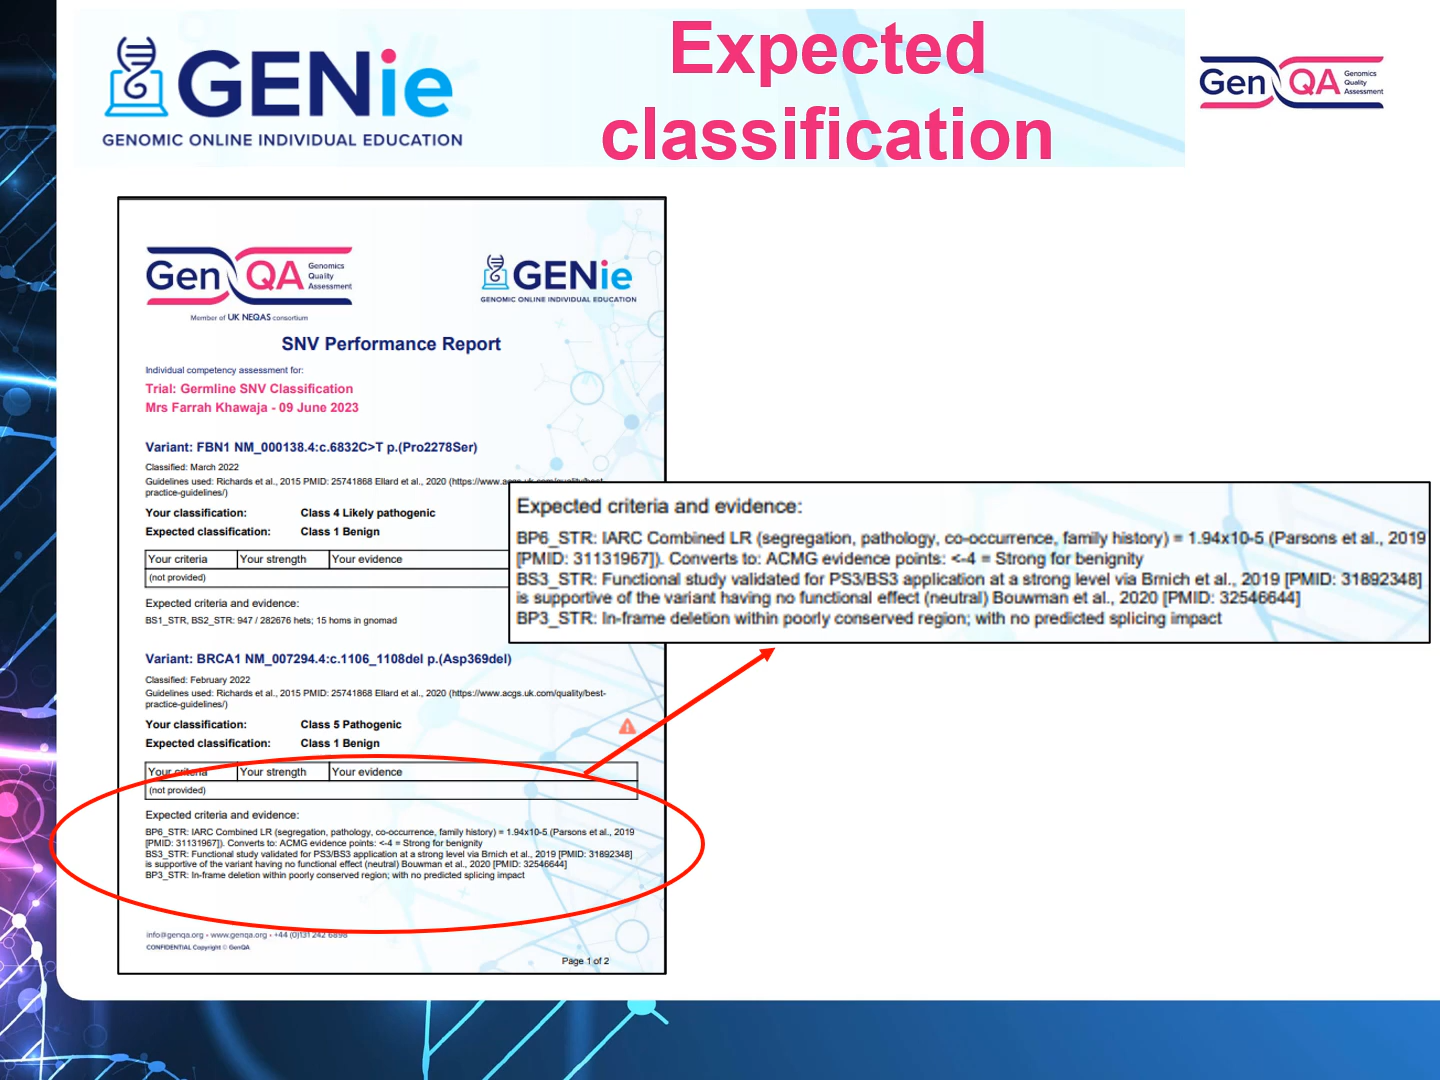 GENie
GENOMIC ONLINE INDIVIDUAL EDUCATION
Expected
classification
Gen QA Genomics
Quality
Assessment
Gen QA Genomics
Quality
Assessment
Member of UK NEQAS consortium
GENie
GENOMIC ONLINE INDIVIDUAL EDUCATION
SNV Performance Report
Individual competency assessment for:
Trial: Germline SNV Classification
Mrs Farrah Khawaja - 09 June 2023
Variant: FBN1 NM_000138.4:c.6832C>T p.(Pro2278Ser)
Classified: March 2022
Guidelines used: Richards et al., 2015 PMID: 25741868 Ellard et al., 2020 (https://www.acgs.uk.com/quality/best-
practice-guidelines/)
Your classification: Class 4 Likely pathogenic
Expected classification: Class 1 Benign
Your criteria Your strength Your evidence
(not provided)
Expected criteria and evidence:
BS1_STR, BS2_STR: 947 / 282676 hets; 15 homs in gnomad
Expected criteria and evidence:
BP6_STR: IARC Combined LR (segregation, pathology, co-occurrence, family history) = 1.94x10-5 (Parsons et al., 2019
[PMID: 31131967]). Converts to: ACMG evidence points: <-4 = Strong for benignity
BS3_STR: Functional study validated for PS3/BS3 application at a strong level via Brnich et al., 2019 [PMID: 31892348]
is supportive of the variant having no functional effect (neutral) Bouwman et al., 2020 [PMID: 32546644]
BP3_STR: In-frame deletion within poorly conserved region; with no predicted splicing impact
Variant: BRCA1 NM_007294.4:c.1106_1108del p.(Asp369del)
Classified: February 2022
Guidelines used: Richards et al., 2015 PMID: 25741868 Ellard et al., 2020 (https://www.acgs.uk.com/quality/best-
practice-guidelines/)
Your classification: Class 5 Pathogenic
Expected classification: Class 1 Benign
Your criteria Your strength Your evidence
(not provided)
Expected criteria and evidence:
BP6_STR: IARC Combined LR (segregation, pathology, co-occurrence, family history) = 1.94x10-5 (Parsons et al., 2019
[PMID: 31131967]). Converts to: ACMG evidence points: <-4 = Strong for benignity
BS3_STR: Functional study validated for PS3/BS3 application at a strong level via Brnich et al., 2019 [PMID: 31892348]
is supportive of the variant having no functional effect (neutral) Bouwman et al., 2020 [PMID: 32546644]
BP3_STR: In-frame deletion within poorly conserved region; with no predicted splicing impact
info@genqa.org • www.genqa.org • +44 (0)131 242 6898
CONFIDENTIAL Copyright © GenQA
Page 1 of 2